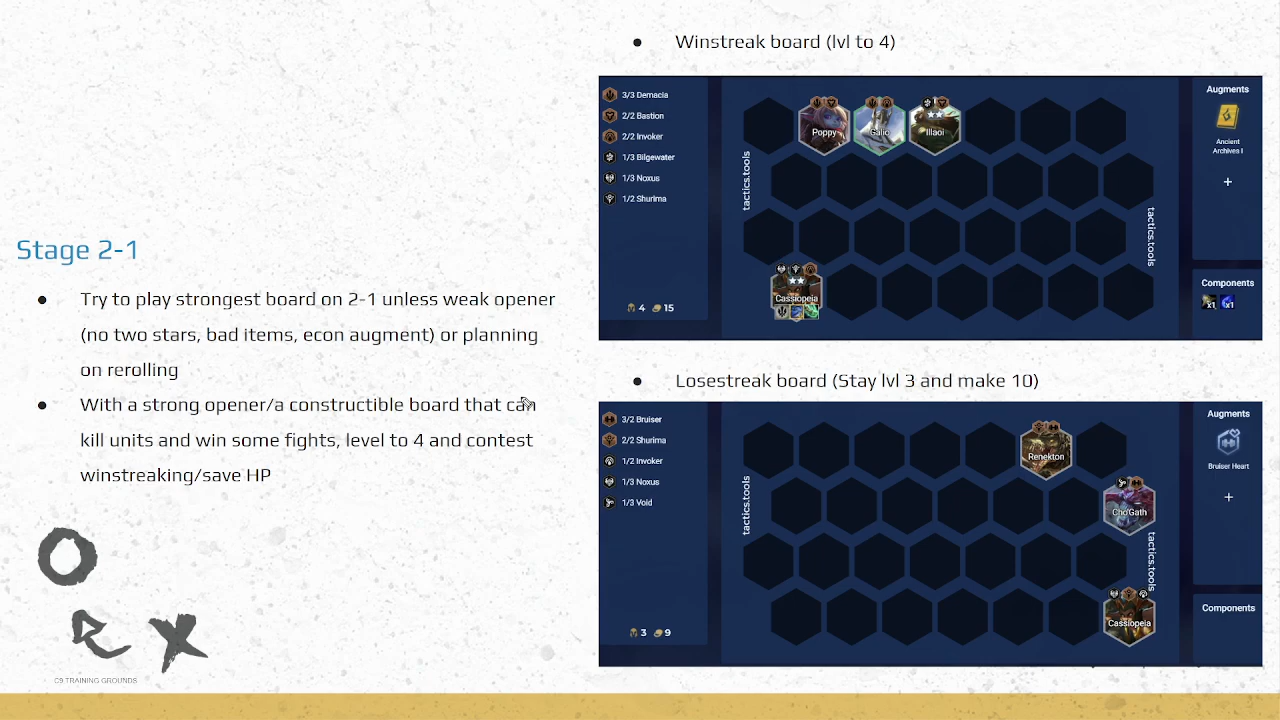 Stage 2-1
Try to play strongest board on 2-1 unless weak opener
(no two stars, bad items, econ augment) or planning
on rerolling
With a strong opener/a constructible board that can
kill units and win some fights, level to 4 and contest
winstreaking/save HP
C9 TRAINING GROUNDS
Winstreak board (lvl to 4)
3/3 Demacia
2/2 Bastion
2/2 Invoker
1/3 Bilgewater
1/3 Noxus
1/2 Shurima
4 15
Poppy
Galio
Illaoi
Cassiopeia
tactics.tools
tactics.tools
Augments
Ancient
Archives I
+
Components
x1 x1
Losestreak board (Stay lvl 3 and make 10)
3/2 Bruiser
2/2 Shurima
1/2 Invoker
1/3 Noxus
1/3 Void
3 9
Renekton
Cho'Gath
Cassiopeia
tactics.tools
tactics.tools
Augments
Bruiser Heart
+
Components